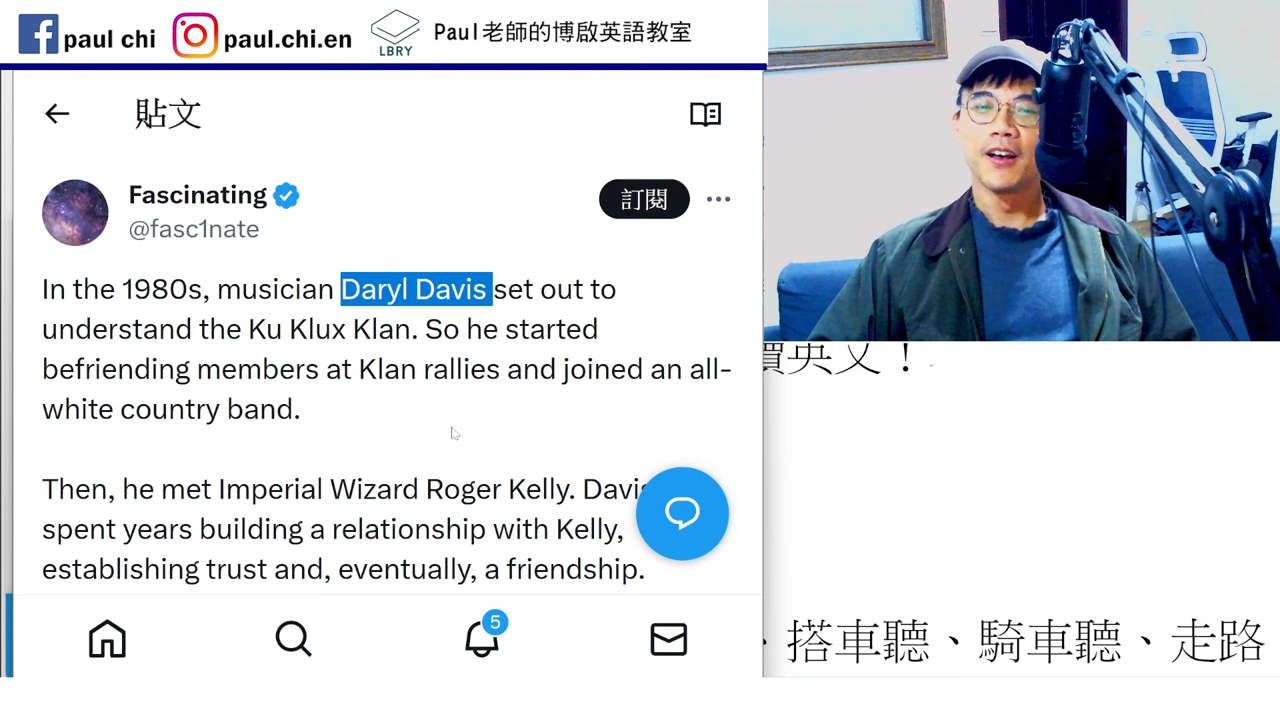 paul chi
paul.chi.en
LBRY
Paul老師的博啟英語教室
貼文
Fascinating
訂閱
@fasc1nate
In the 1980s, musician Daryl Davis set out to
understand the Ku Klux Klan. So he started
befriending members at Klan rallies and joined an all-
white country band.
Then, he met Imperial Wizard Roger Kelly. Davis
spent years building a relationship with Kelly,
establishing trust and, eventually, a friendship.
5
讀英文！
、搭車聽、騎車聽、走路